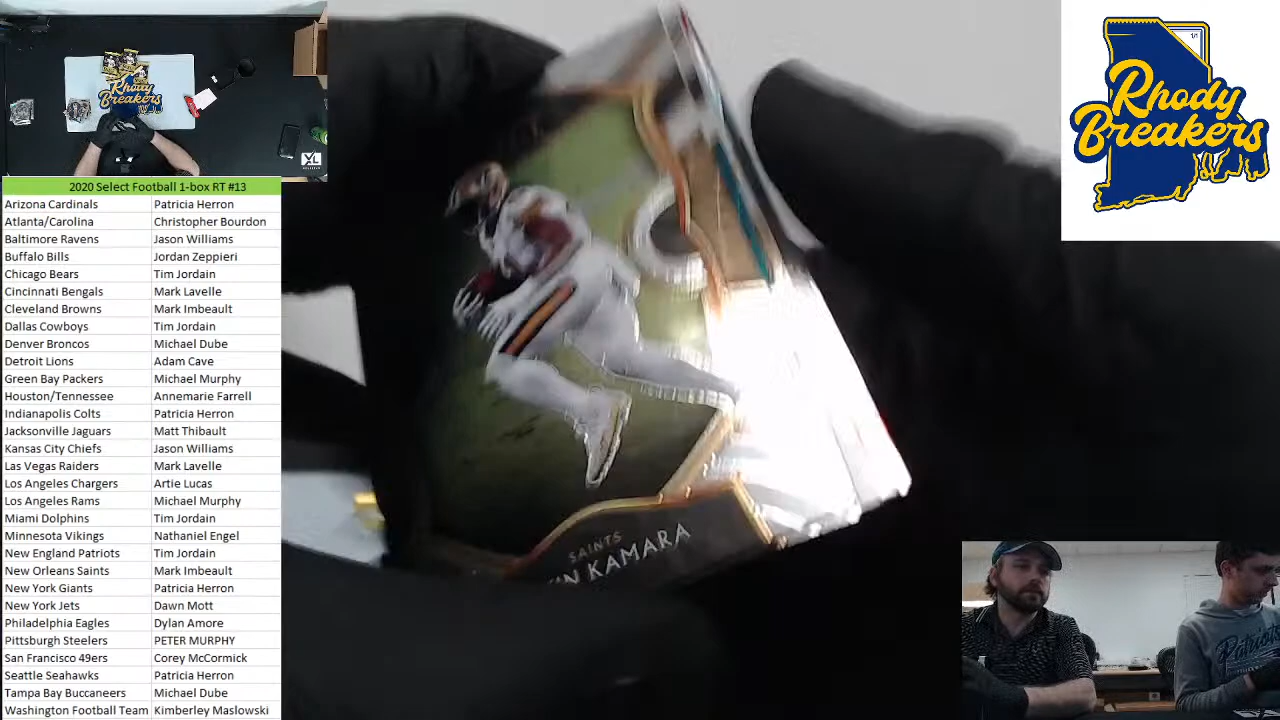 Rhody
Breakers
XL
2020 Select Football 1-box RT #13
Arizona Cardinals Patricia Herron
Atlanta/Carolina Christopher Bourdon
Baltimore Ravens Jason Williams
Buffalo Bills Jordan Zeppieri
Chicago Bears Tim Jordain
Cincinnati Bengals Mark Lavelle
Cleveland Browns Mark Imbeault
Dallas Cowboys Tim Jordain
Denver Broncos Michael Dube
Detroit Lions Adam Cave
Green Bay Packers Michael Murphy
Houston/Tennessee Annemarie Farrell
Indianapolis Colts Patricia Herron
Jacksonville Jaguars Matt Thibault
Kansas City Chiefs Jason Williams
Las Vegas Raiders Mark Lavelle
Los Angeles Chargers Artie Lucas
Los Angeles Rams Michael Murphy
Miami Dolphins Tim Jordain
Minnesota Vikings Nathaniel Engel
New England Patriots Tim Jordain
New Orleans Saints Mark Imbeault
New York Giants Patricia Herron
New York Jets Dawn Mott
Philadelphia Eagles Dylan Amore
Pittsburgh Steelers PETER MURPHY
San Francisco 49ers Corey McCormick
Seattle Seahawks Patricia Herron
Tampa Bay Buccaneers Michael Dube
Washington Football Team Kimberley Maslowski
SAINTS
KAMARA
1/1
Rhody
Breakers
Patriots